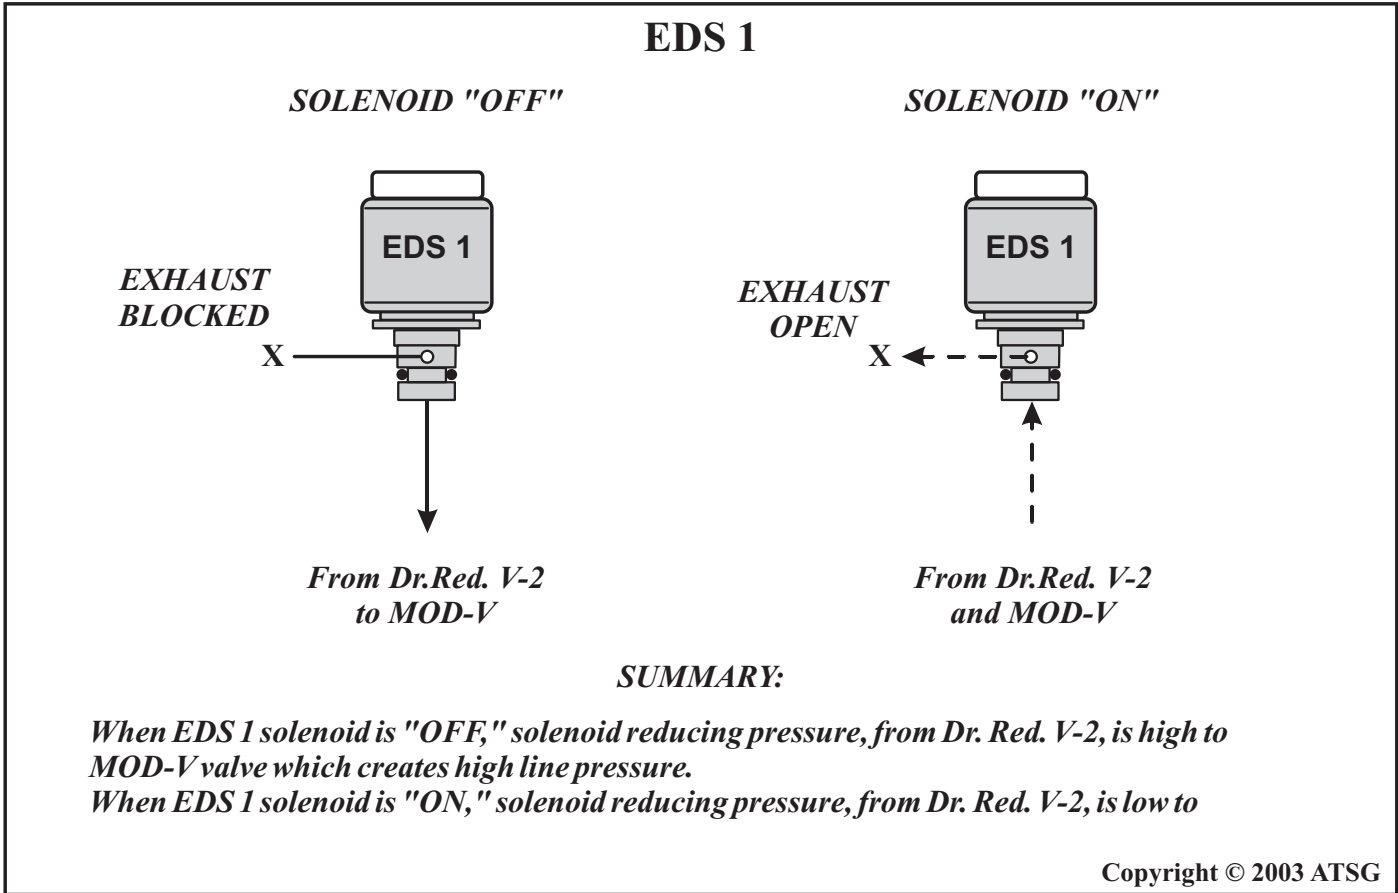 EDS 1
SOLENOID "OFF"
SOLENOID "ON"
EDS 1
EXHAUST
BLOCKED
X
From Dr.Red. V-2
to MOD-V
EDS 1
EXHAUST
OPEN
X
From Dr.Red. V-2
and MOD-V
SUMMARY:
When EDS 1 solenoid is "OFF," solenoid reducing pressure, from Dr. Red. V-2, is high to
MOD-V valve which creates high line pressure.
When EDS 1 solenoid is "ON," solenoid reducing pressure, from Dr. Red. V-2, is low to
Copyright © 2003 ATSG